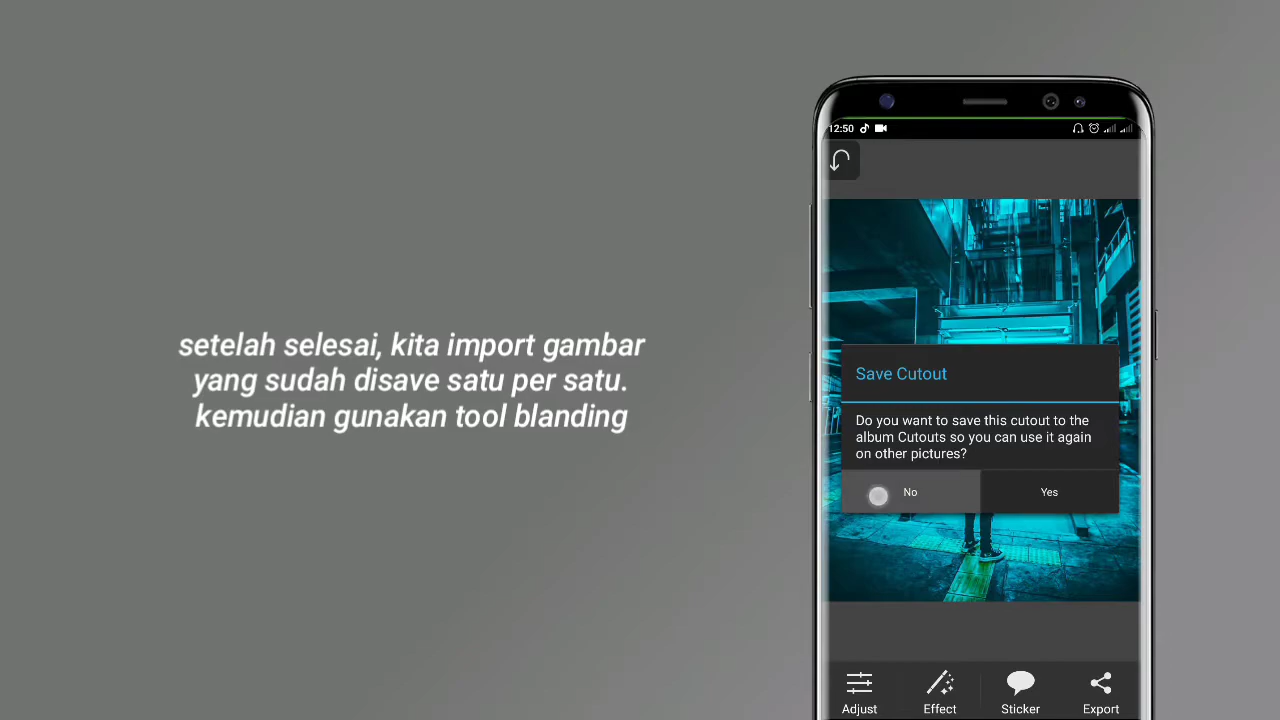 12:50
setelah selesai, kita import gambar
yang sudah disave satu per satu.
kemudian gunakan tool blanding
Save Cutout
Do you want to save this cutout to the
album Cutouts so you can use it again
on other pictures?
No Yes
Adjust Effect Sticker Export